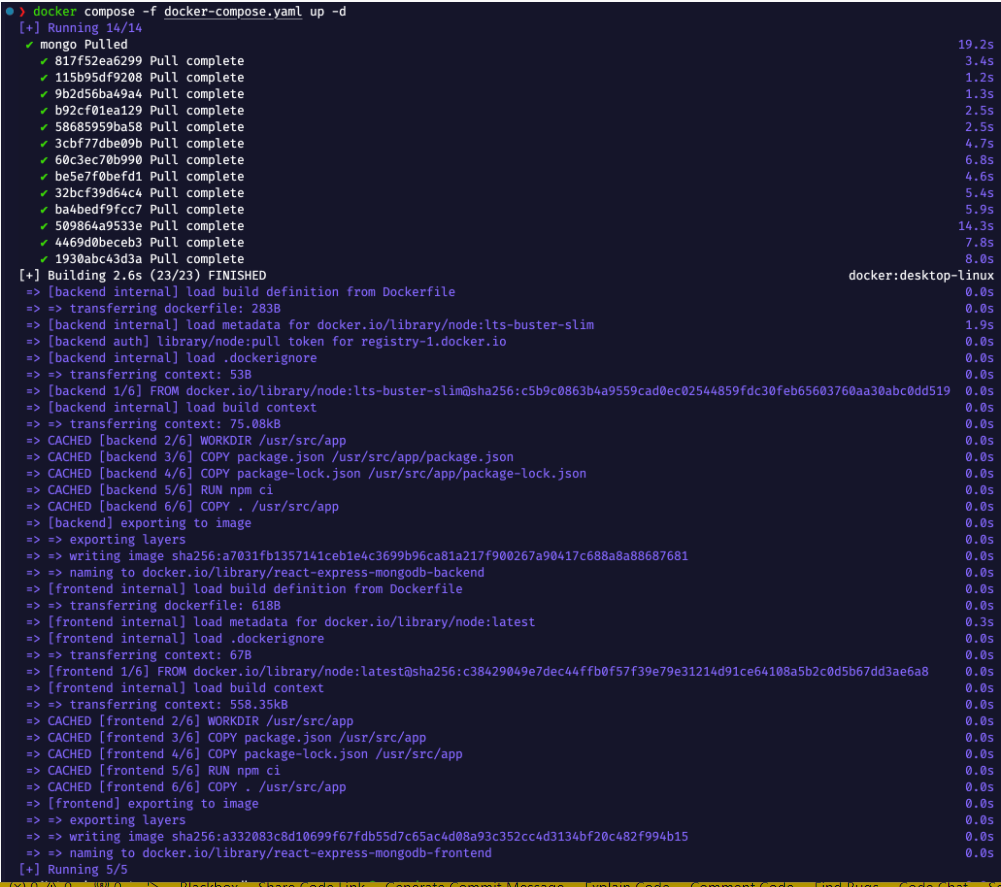 ❯ docker compose -f docker-compose.yaml up -d
[+] Running 14/14
✔ mongo Pulled 19.2s
✔ 817f52ea6299 Pull complete 3.4s
✔ 115b95df9208 Pull complete 1.2s
✔ 9b2d56ba49a4 Pull complete 1.3s
✔ b92cf01ea129 Pull complete 2.5s
✔ 58685959ba58 Pull complete 2.5s
✔ 3cbf77dbe09b Pull complete 4.7s
✔ 60c3ec70b990 Pull complete 6.8s
✔ be5e7f0befd1 Pull complete 4.6s
✔ 32bcf39d64c4 Pull complete 5.4s
✔ ba4bedf9fcc7 Pull complete 5.9s
✔ 509864a9533e Pull complete 14.3s
✔ 4469d0beceb3 Pull complete 7.8s
✔ 1930abc43d3a Pull complete 8.0s
[+] Building 2.6s (23/23) FINISHED docker:desktop-linux
=> [backend internal] load build definition from Dockerfile 0.0s
=> => transferring dockerfile: 283B 0.0s
=> [backend internal] load metadata for docker.io/library/node:lts-buster-slim 1.9s
=> [backend auth] library/node:pull token for registry-1.docker.io 0.0s
=> [backend internal] load .dockerignore 0.0s
=> => transferring context: 53B 0.0s
=> [backend 1/6] FROM docker.io/library/node:lts-buster-slim@sha256:c5b9c0863b4a9559cad0ec02544859fdc30feb65603760aa30abc0dd519 0.0s
=> [backend internal] load build context 0.0s
=> => transferring context: 75.08kB 0.0s
=> CACHED [backend 2/6] WORKDIR /usr/src/app 0.0s
=> CACHED [backend 3/6] COPY package.json /usr/src/app/package.json 0.0s
=> CACHED [backend 4/6] COPY package-lock.json /usr/src/app/package-lock.json 0.0s
=> CACHED [backend 5/6] RUN npm ci 0.0s
=> CACHED [backend 6/6] COPY . /usr/src/app 0.0s
=> [backend] exporting to image 0.0s
=> => exporting layers 0.0s
=> => writing image sha256:a7031fb1357141ceb1e4c3699b96ca81a217f900267a90417c688a8a88687681 0.0s
=> => naming to docker.io/library/react-express-mongodb-backend 0.0s
=> [frontend internal] load build definition from Dockerfile 0.0s
=> => transferring dockerfile: 618B 0.0s
=> [frontend internal] load metadata for docker.io/library/node:latest 0.3s
=> [frontend internal] load .dockerignore 0.0s
=> => transferring context: 67B 0.0s
=> [frontend 1/6] FROM docker.io/library/node:latest@sha256:c38429049e7dec44ffb0f57f39e79e31214d91ce64108a5b2c0d5b67dd3ae6a8 0.0s
=> [frontend internal] load build context 0.0s
=> => transferring context: 558.35kB 0.0s
=> CACHED [frontend 2/6] WORKDIR /usr/src/app 0.0s
=> CACHED [frontend 3/6] COPY package.json /usr/src/app 0.0s
=> CACHED [frontend 4/6] COPY package-lock.json /usr/src/app 0.0s
=> CACHED [frontend 5/6] RUN npm ci 0.0s
=> CACHED [frontend 6/6] COPY . /usr/src/app 0.0s
=> [frontend] exporting to image 0.0s
=> => exporting layers 0.0s
=> => writing image sha256:a332083c8d10699f67fdb55d7c65ac4d08a93c352cc4d3134bf20c482f994b15 0.0s
=> => naming to docker.io/library/react-express-mongodb-frontend 0.0s
[+] Running 5/5
Blackbox Share Code Link Generate Commit Message Explain Code Comment Code Find Bugs Code Chat